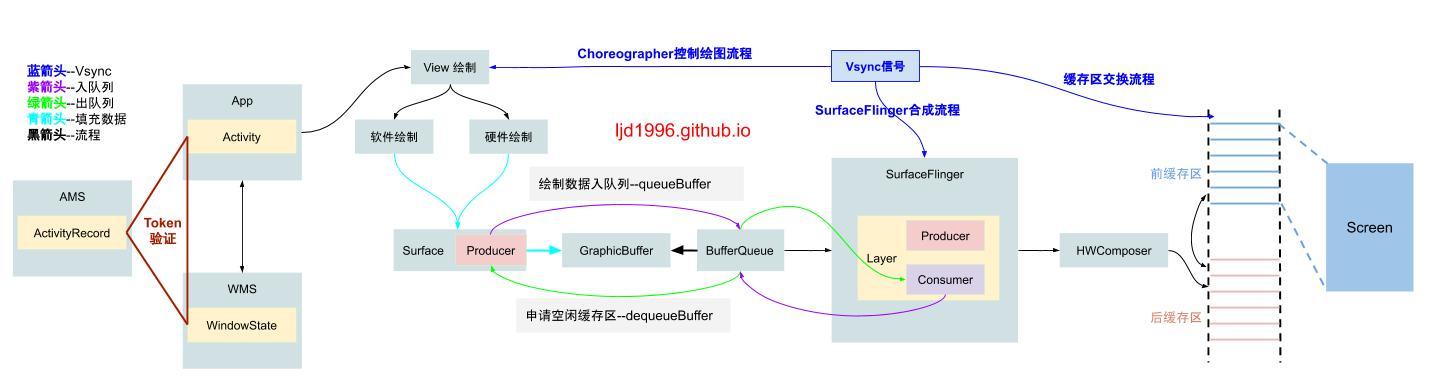 蓝箭头--Vsync
紫箭头--入队列
绿箭头--出队列
青箭头--填充数据
黑箭头--流程
AMS
ActivityRecord
Token
验证
App
Activity
WMS
WindowState
View 绘制
软件绘制
硬件绘制
Choreographer控制绘图流程
Vsync信号
缓存区交换流程
SurfaceFlinger合成流程
ljd1996.github.io
绘制数据入队列--queueBuffer
Surface
Producer
GraphicBuffer
BufferQueue
申请空闲缓存区--dequeueBuffer
SurfaceFlinger
Layer
Producer
Consumer
HWComposer
前缓存区
后缓存区
Screen